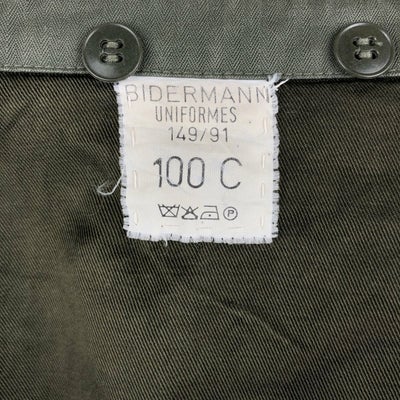 BIDERMANN
UNIFORMES
149/91
100 C
P